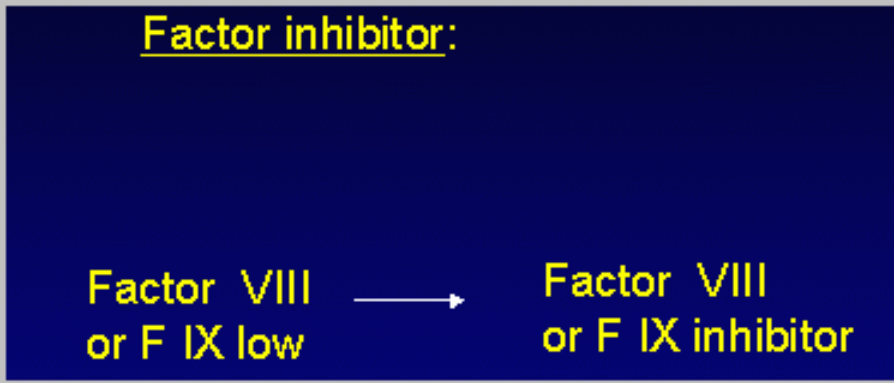 Factor inhibitor:
Factor VIII
or F IX low
Factor VIII
or F IX inhibitor